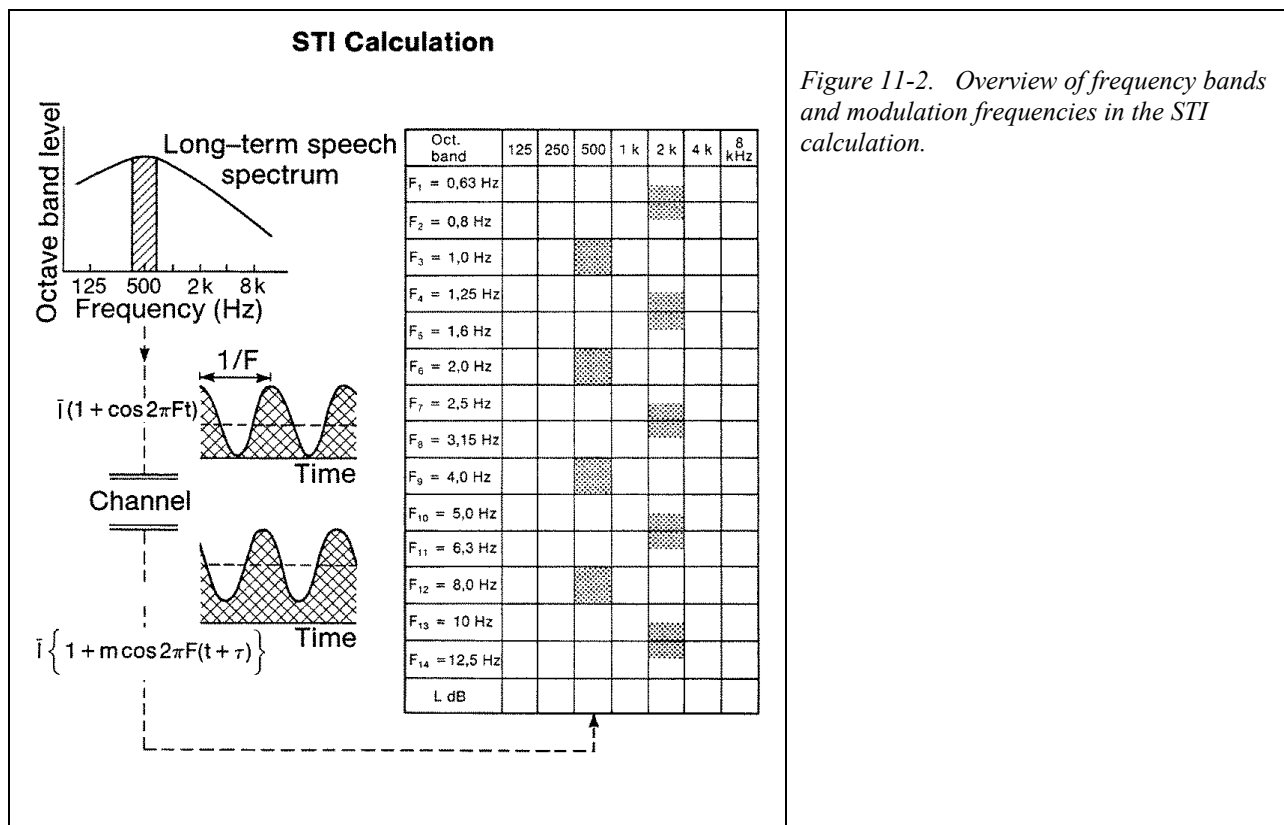 STI Calculation
Octave band level
Long–term speech
spectrum
125 500 2k 8k
Frequency (Hz)
1/F
Ī(1 + cos2πFt)
Time
Channel
Time
Ī{1 + m cos2πF(t + τ)}
Oct. band 125 250 500 1 k 2 k 4 k 8 kHz
F₁ = 0,63 Hz
F₂ = 0,8 Hz
F₃ = 1,0 Hz
F₄ = 1,25 Hz
F₅ = 1,6 Hz
F₆ = 2,0 Hz
F₇ = 2,5 Hz
F₈ = 3,15 Hz
F₉ = 4,0 Hz
F₁₀ = 5,0 Hz
F₁₁ = 6,3 Hz
F₁₂ = 8,0 Hz
F₁₃ = 10 Hz
F₁₄ = 12,5 Hz
L dB
Figure 11-2. Overview of frequency bands
and modulation frequencies in the STI
calculation.